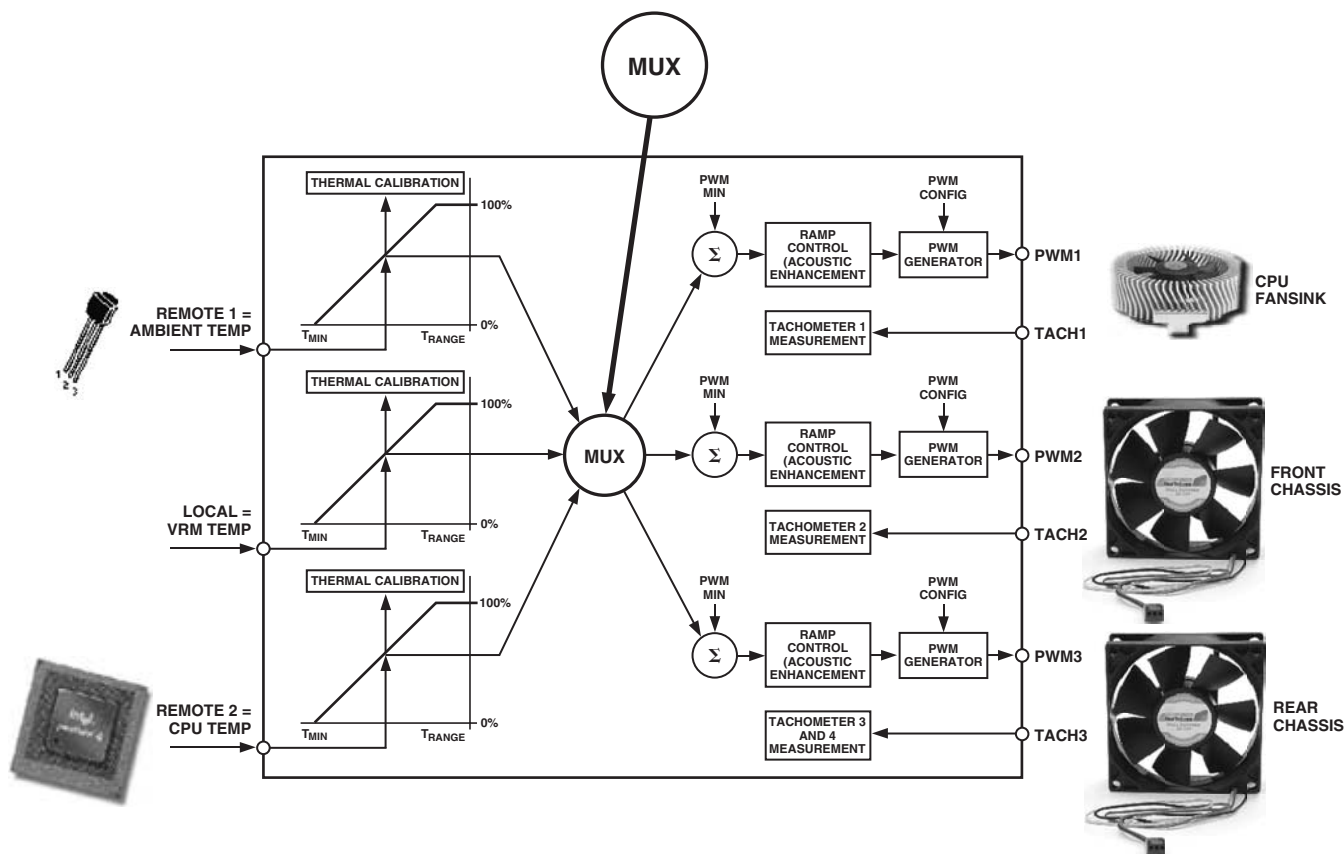 MUX
THERMAL CALIBRATION
100%
REMOTE 1 =
AMBIENT TEMP
0%
TMIN
TRANGE
1
2
3
THERMAL CALIBRATION
100%
LOCAL =
VRM TEMP
0%
TMIN
TRANGE
THERMAL CALIBRATION
100%
REMOTE 2 =
CPU TEMP
0%
TMIN
TRANGE
intel
MUX
PWM
MIN
Σ
RAMP
CONTROL
(ACOUSTIC
ENHANCEMENT
PWM
CONFIG
PWM
GENERATOR
PWM1
CPU
FANSINK
TACHOMETER 1
MEASUREMENT
TACH1
PWM
MIN
Σ
RAMP
CONTROL
(ACOUSTIC
ENHANCEMENT
PWM
CONFIG
PWM
GENERATOR
PWM2
FRONT
CHASSIS
TACHOMETER 2
MEASUREMENT
TACH2
PWM
MIN
Σ
RAMP
CONTROL
(ACOUSTIC
ENHANCEMENT
PWM
CONFIG
PWM
GENERATOR
PWM3
REAR
CHASSIS
TACHOMETER 3
AND 4
MEASUREMENT
TACH3